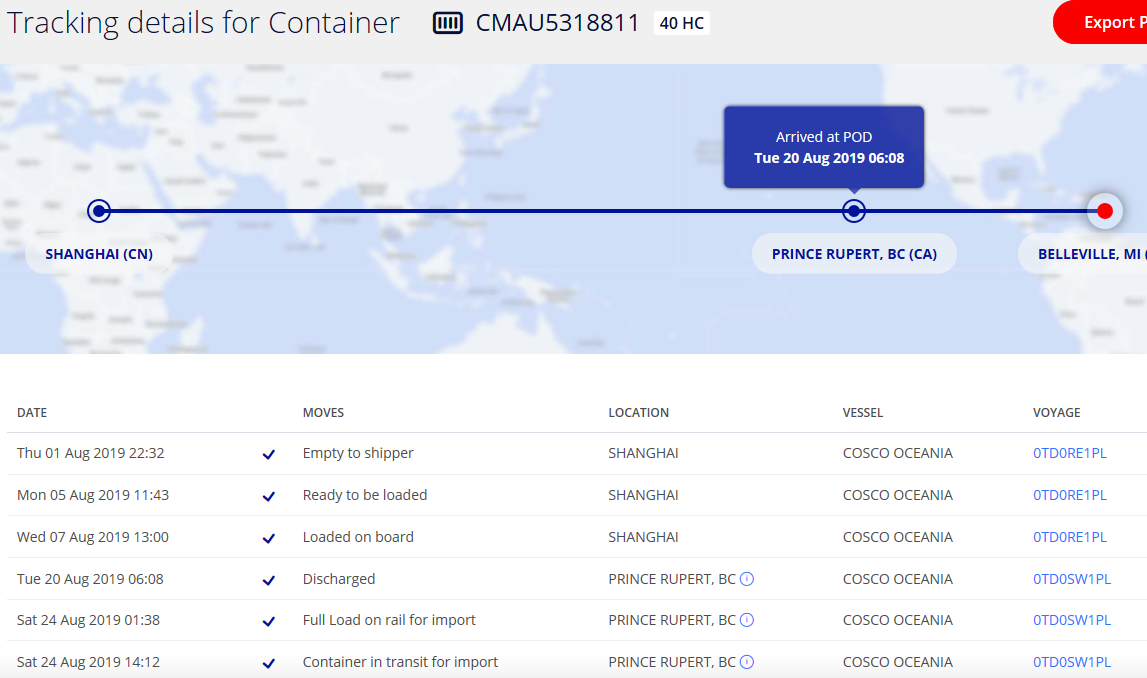 Tracking details for Container CMAU5318811 40 HC Export P
Arrived at POD
Tue 20 Aug 2019 06:08
SHANGHAI (CN) PRINCE RUPERT, BC (CA) BELLEVILLE, MI (
DATE MOVES LOCATION VESSEL VOYAGE
Thu 01 Aug 2019 22:32 Empty to shipper SHANGHAI COSCO OCEANIA 0TD0RE1PL
Mon 05 Aug 2019 11:43 Ready to be loaded SHANGHAI COSCO OCEANIA 0TD0RE1PL
Wed 07 Aug 2019 13:00 Loaded on board SHANGHAI COSCO OCEANIA 0TD0RE1PL
Tue 20 Aug 2019 06:08 Discharged PRINCE RUPERT, BC COSCO OCEANIA 0TD0SW1PL
Sat 24 Aug 2019 01:38 Full Load on rail for import PRINCE RUPERT, BC COSCO OCEANIA 0TD0SW1PL
Sat 24 Aug 2019 14:12 Container in transit for import PRINCE RUPERT, BC COSCO OCEANIA 0TD0SW1PL